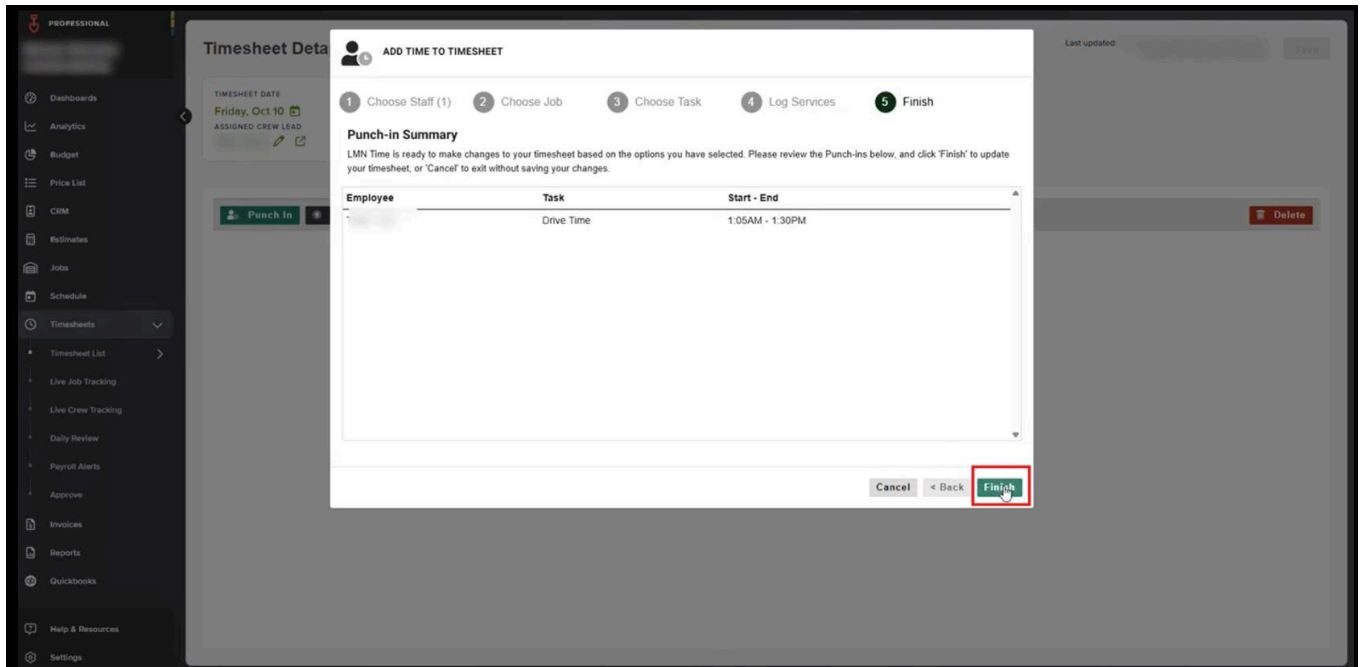 PROFESSIONAL
Dashboards
Analytics
Budget
Price List
CRM
Estimates
Jobs
Schedule
Timesheets
Timesheet List
Live Job Tracking
Live Crew Tracking
Daily Review
Payroll Alerts
Approve
Invoices
Reports
Quickbooks
Help & Resources
Settings
Timesheet Deta
Last updated:
Save
TIMESHEET DATE
Friday, Oct 10
ASSIGNED CREW LEAD
Punch In
Delete
ADD TIME TO TIMESHEET
1 Choose Staff (1) 2 Choose Job 3 Choose Task 4 Log Services 5 Finish
Punch-in Summary
LMN Time is ready to make changes to your timesheet based on the options you have selected. Please review the Punch-ins below, and click 'Finish' to update
your timesheet, or 'Cancel' to exit without saving your changes.
Employee Task Start - End
Drive Time 1:05AM - 1:30PM
Cancel < Back Finish